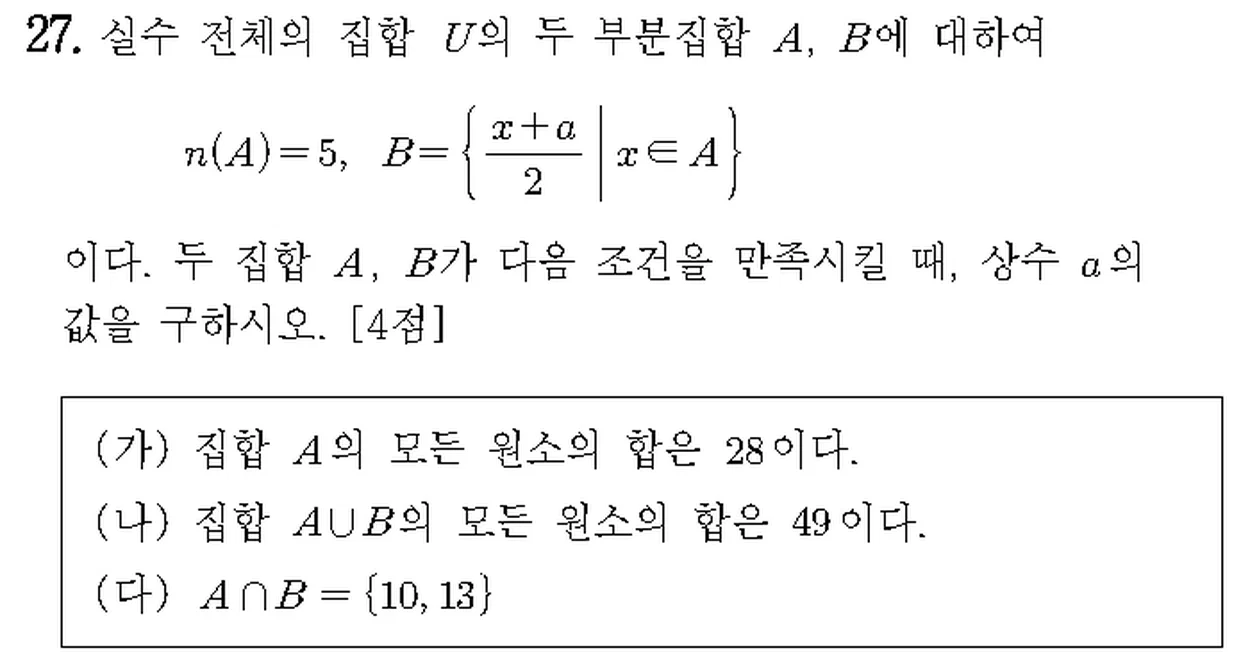 27. 실수 전체의 집합 U의 두 부분집합 A, B에 대하여
n(A)=5, B={ (x+a)/2 | x∈A }
이다. 두 집합 A, B가 다음 조건을 만족시킬 때, 상수 a의
값을 구하시오. [4점]
(가) 집합 A의 모든 원소의 합은 28이다.
(나) 집합 A∪B의 모든 원소의 합은 49이다.
(다) A∩B={10, 13}